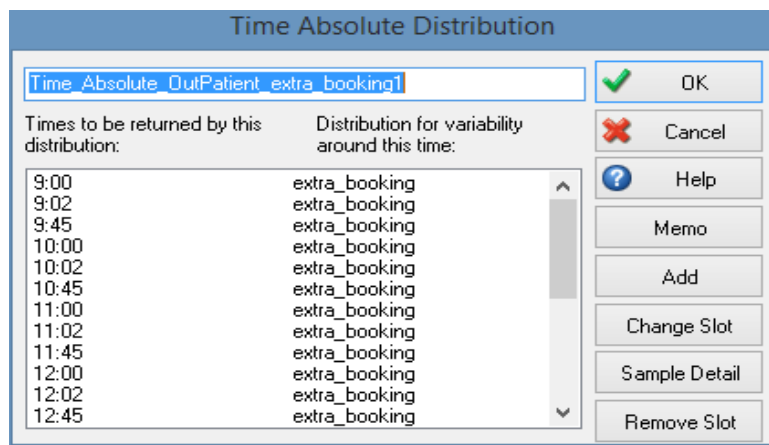 Time Absolute Distribution
Time_Absolute_OutPatient_extra_booking1
OK
Times to be returned by this
distribution:
Distribution for variability
around this time:
Cancel
Help
Memo
Add
Change Slot
Sample Detail
Remove Slot
9:00 extra_booking
9:02 extra_booking
9:45 extra_booking
10:00 extra_booking
10:02 extra_booking
10:45 extra_booking
11:00 extra_booking
11:02 extra_booking
11:45 extra_booking
12:00 extra_booking
12:02 extra_booking
12:45 extra_booking